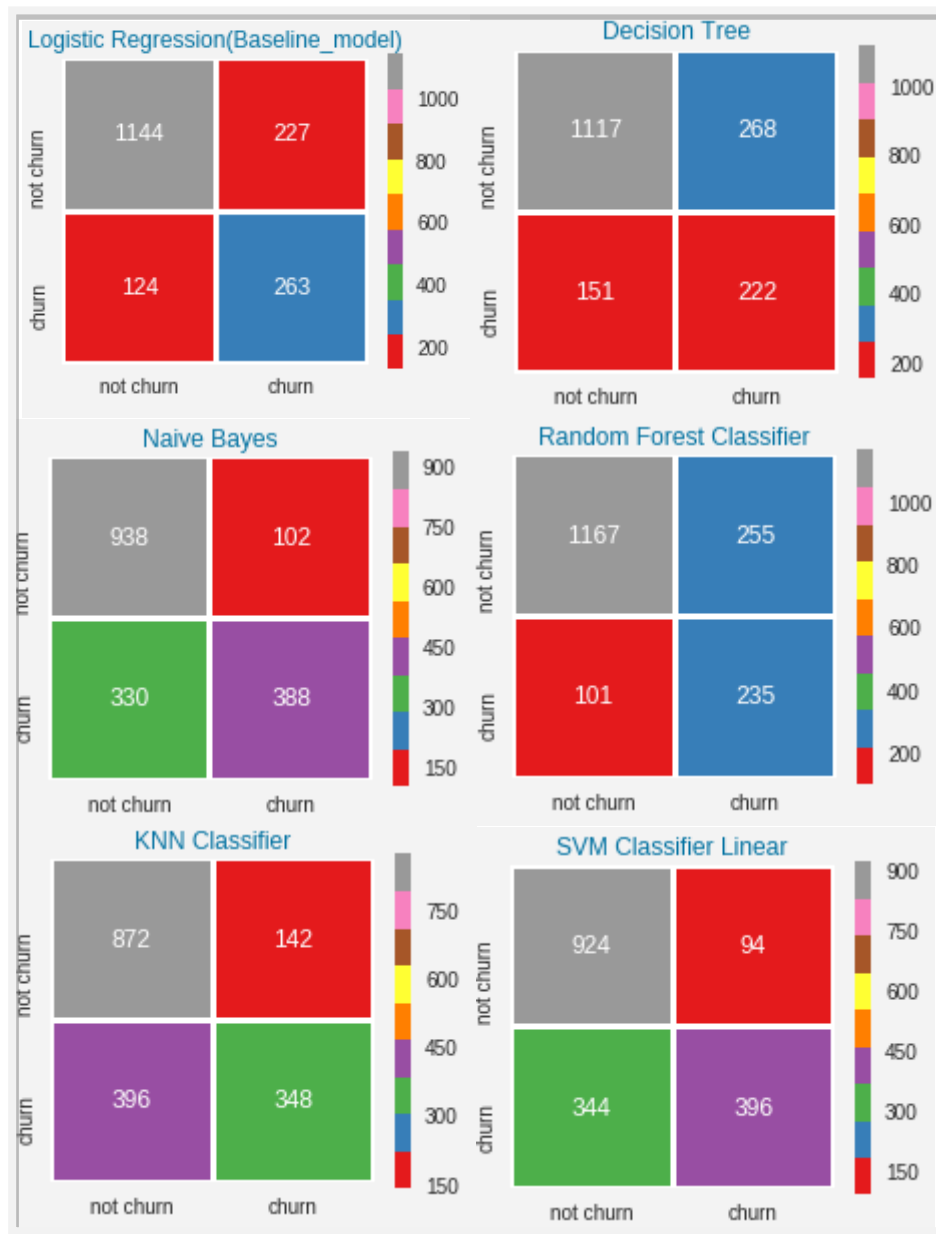 Logistic Regression(Baseline_model)
not churn
churn
1144
227
124
263
not churn
churn
1000
800
600
400
200
Decision Tree
not churn
churn
1117
268
151
222
not churn
churn
1000
800
600
400
200
Naive Bayes
not churn
churn
938
102
330
388
not churn
churn
900
750
600
450
300
150
Random Forest Classifier
not churn
churn
1167
255
101
235
not churn
churn
1000
800
600
400
200
KNN Classifier
not churn
churn
872
142
396
348
not churn
churn
750
600
450
300
150
SVM Classifier Linear
not churn
churn
924
94
344
396
not churn
churn
900
750
600
450
300
150